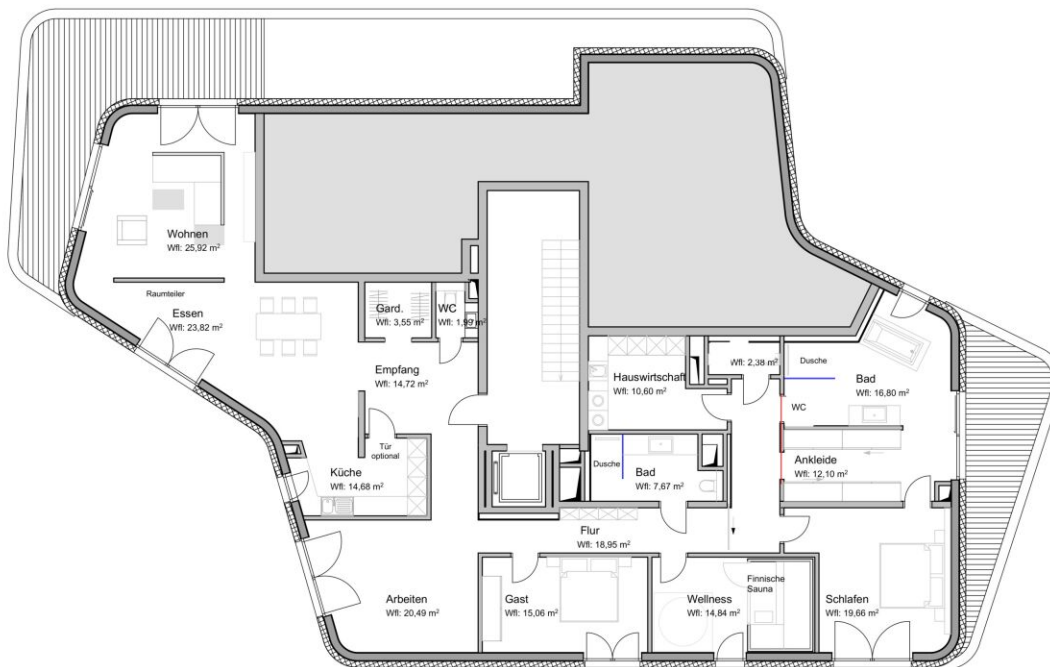 Wohnen
Wfl: 25,92 m²
Raumteiler
Essen
Wfl: 23,82 m²
Gard.
Wfl: 3,55 m²
WC
Wfl: 1,99 m²
Empfang
Wfl: 14,72 m²
Tür
optional
Küche
Wfl: 14,68 m²
Hauswirtschaft
Wfl: 10,60 m²
Wfl: 2,38 m²
Dusche
Bad
Wfl: 16,80 m²
WC
Ankleide
Wfl: 12,10 m²
Dusche
Bad
Wfl: 7,67 m²
Flur
Wfl: 18,95 m²
Arbeiten
Wfl: 20,49 m²
Gast
Wfl: 15,06 m²
Wellness
Wfl: 14,84 m²
Finnische
Sauna
Schlafen
Wfl: 19,66 m²